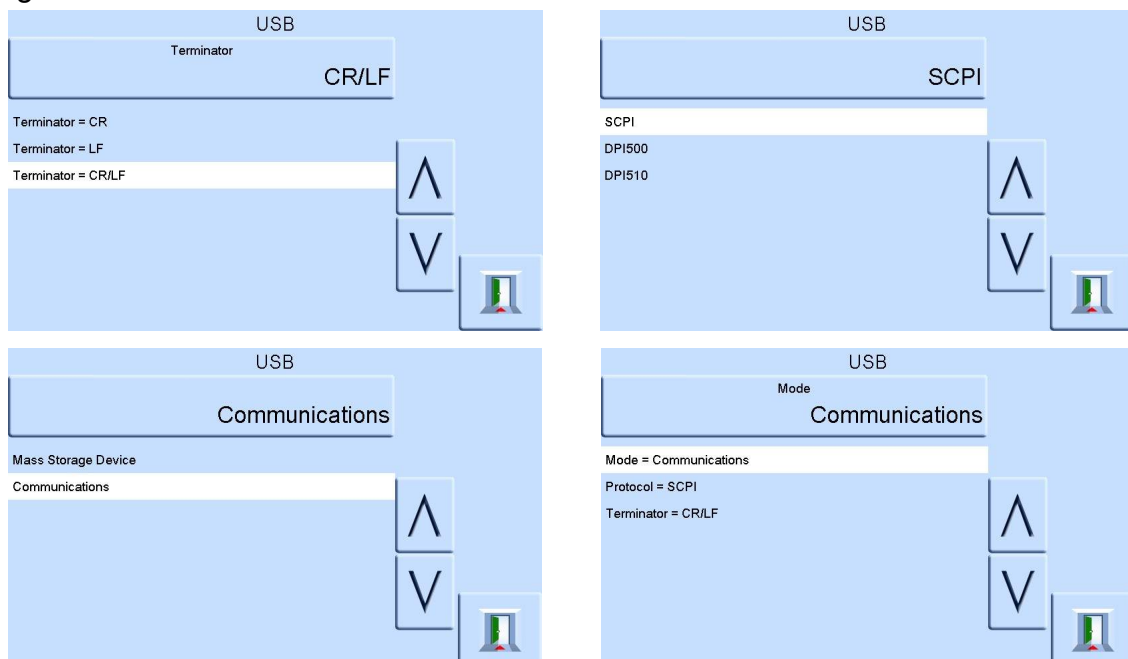 USB
Terminator
CR/LF
Terminator = CR
Terminator = LF
Terminator = CR/LF
USB
SCPI
SCPI
DPI500
DPI510
USB
Communications
Mass Storage Device
Communications
USB
Mode
Communications
Mode = Communications
Protocol = SCPI
Terminator = CR/LF